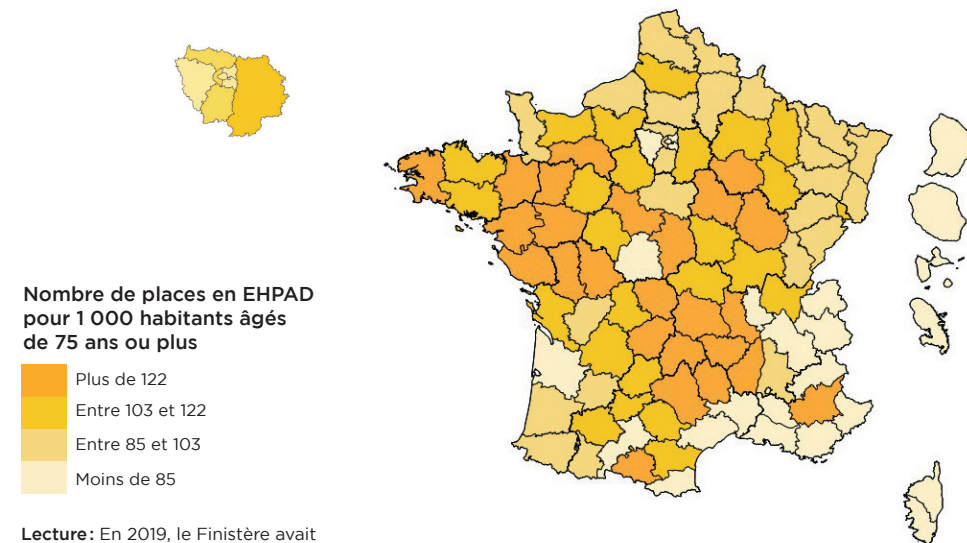 Nombre de places en EHPAD
pour 1 000 habitants âgés
de 75 ans ou plus
Plus de 122
Entre 103 et 122
Entre 85 et 103
Moins de 85
Lecture : En 2019, le Finistère avait